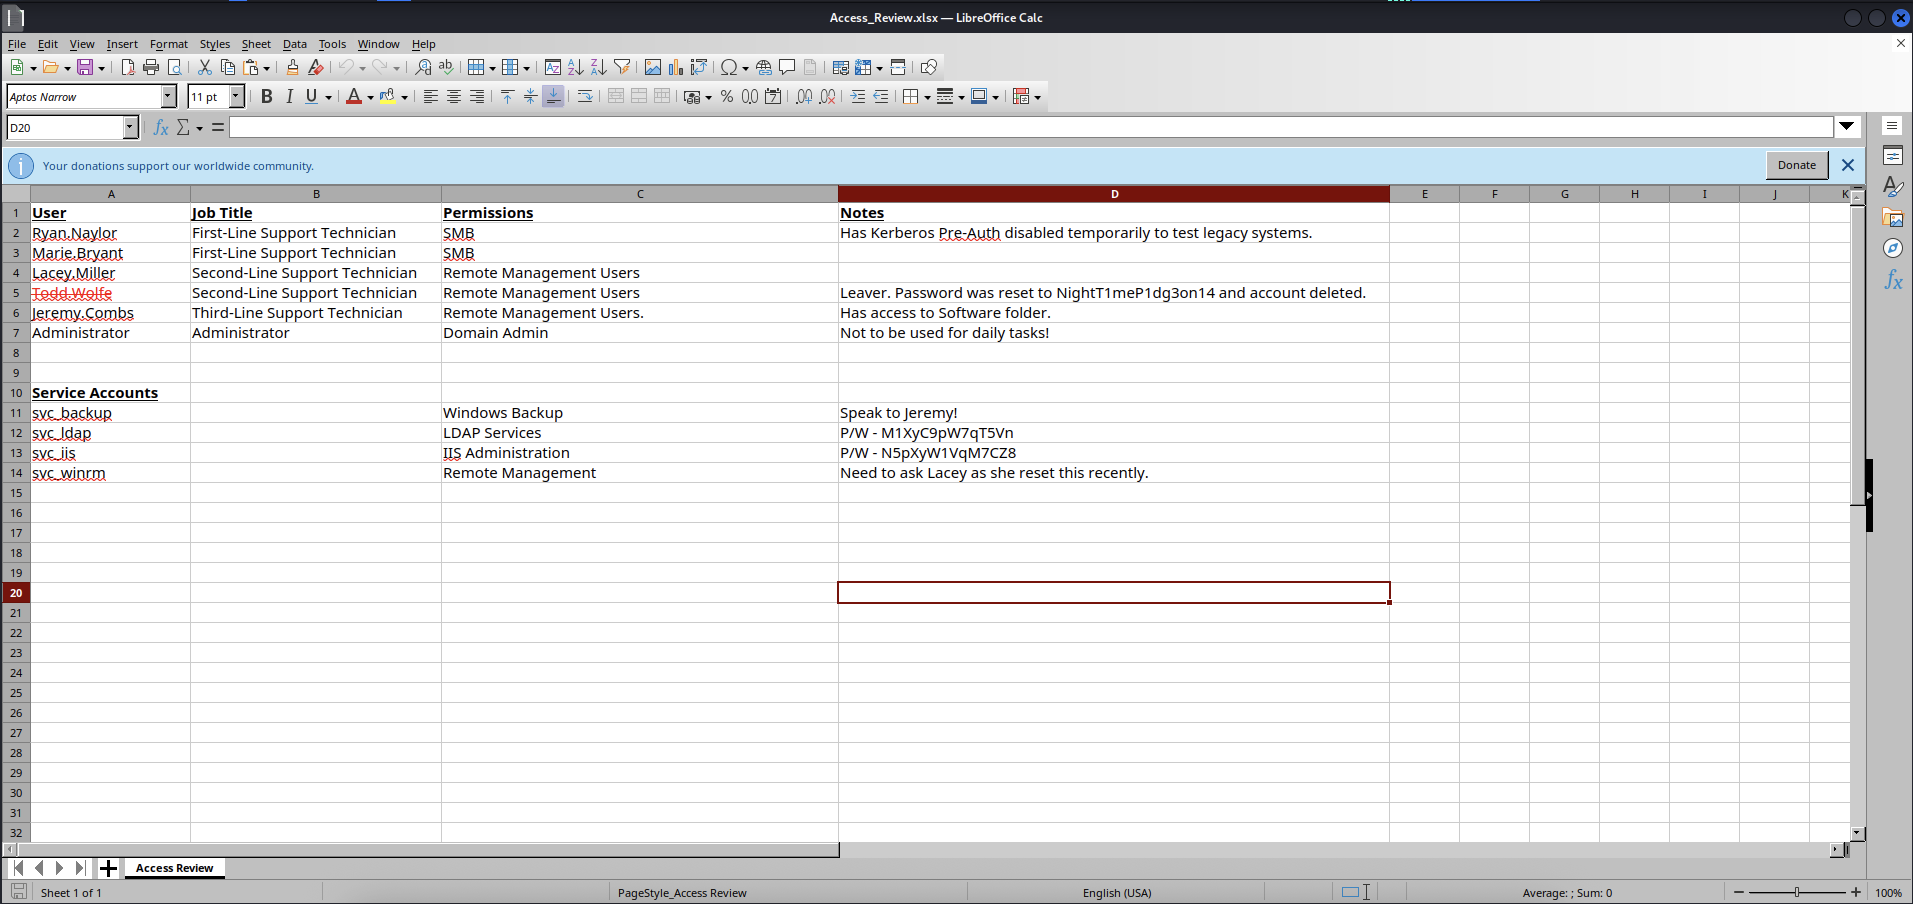 Access_Review.xlsx — LibreOffice Calc
File Edit View Insert Format Styles Sheet Data Tools Window Help
Aptos Narrow 11 pt
D20
Your donations support our worldwide community. Donate
A B C D E F G H I J K
1 User Job Title Permissions Notes
2 Ryan.Naylor First-Line Support Technician SMB Has Kerberos Pre-Auth disabled temporarily to test legacy systems.
3 Marie.Bryant First-Line Support Technician SMB
4 Lacey.Miller Second-Line Support Technician Remote Management Users
5 Todd.Wolfe Second-Line Support Technician Remote Management Users Leaver. Password was reset to NightT1meP1dg3on14 and account deleted.
6 Jeremy.Combs Third-Line Support Technician Remote Management Users. Has access to Software folder.
7 Administrator Administrator Domain Admin Not to be used for daily tasks!
8
9
10 Service Accounts
11 svc_backup Windows Backup Speak to Jeremy!
12 svc_ldap LDAP Services P/W - M1XyC9pW7qT5Vn
13 svc_iis IIS Administration P/W - N5pXyW1VqM7CZ8
14 svc_winrm Remote Management Need to ask Lacey as she reset this recently.
15
16
17
18
19
20
21
22
23
24
25
26
27
28
29
30
31
32
Access Review
Sheet 1 of 1 PageStyle_Access Review English (USA) Average: ; Sum: 0 100%